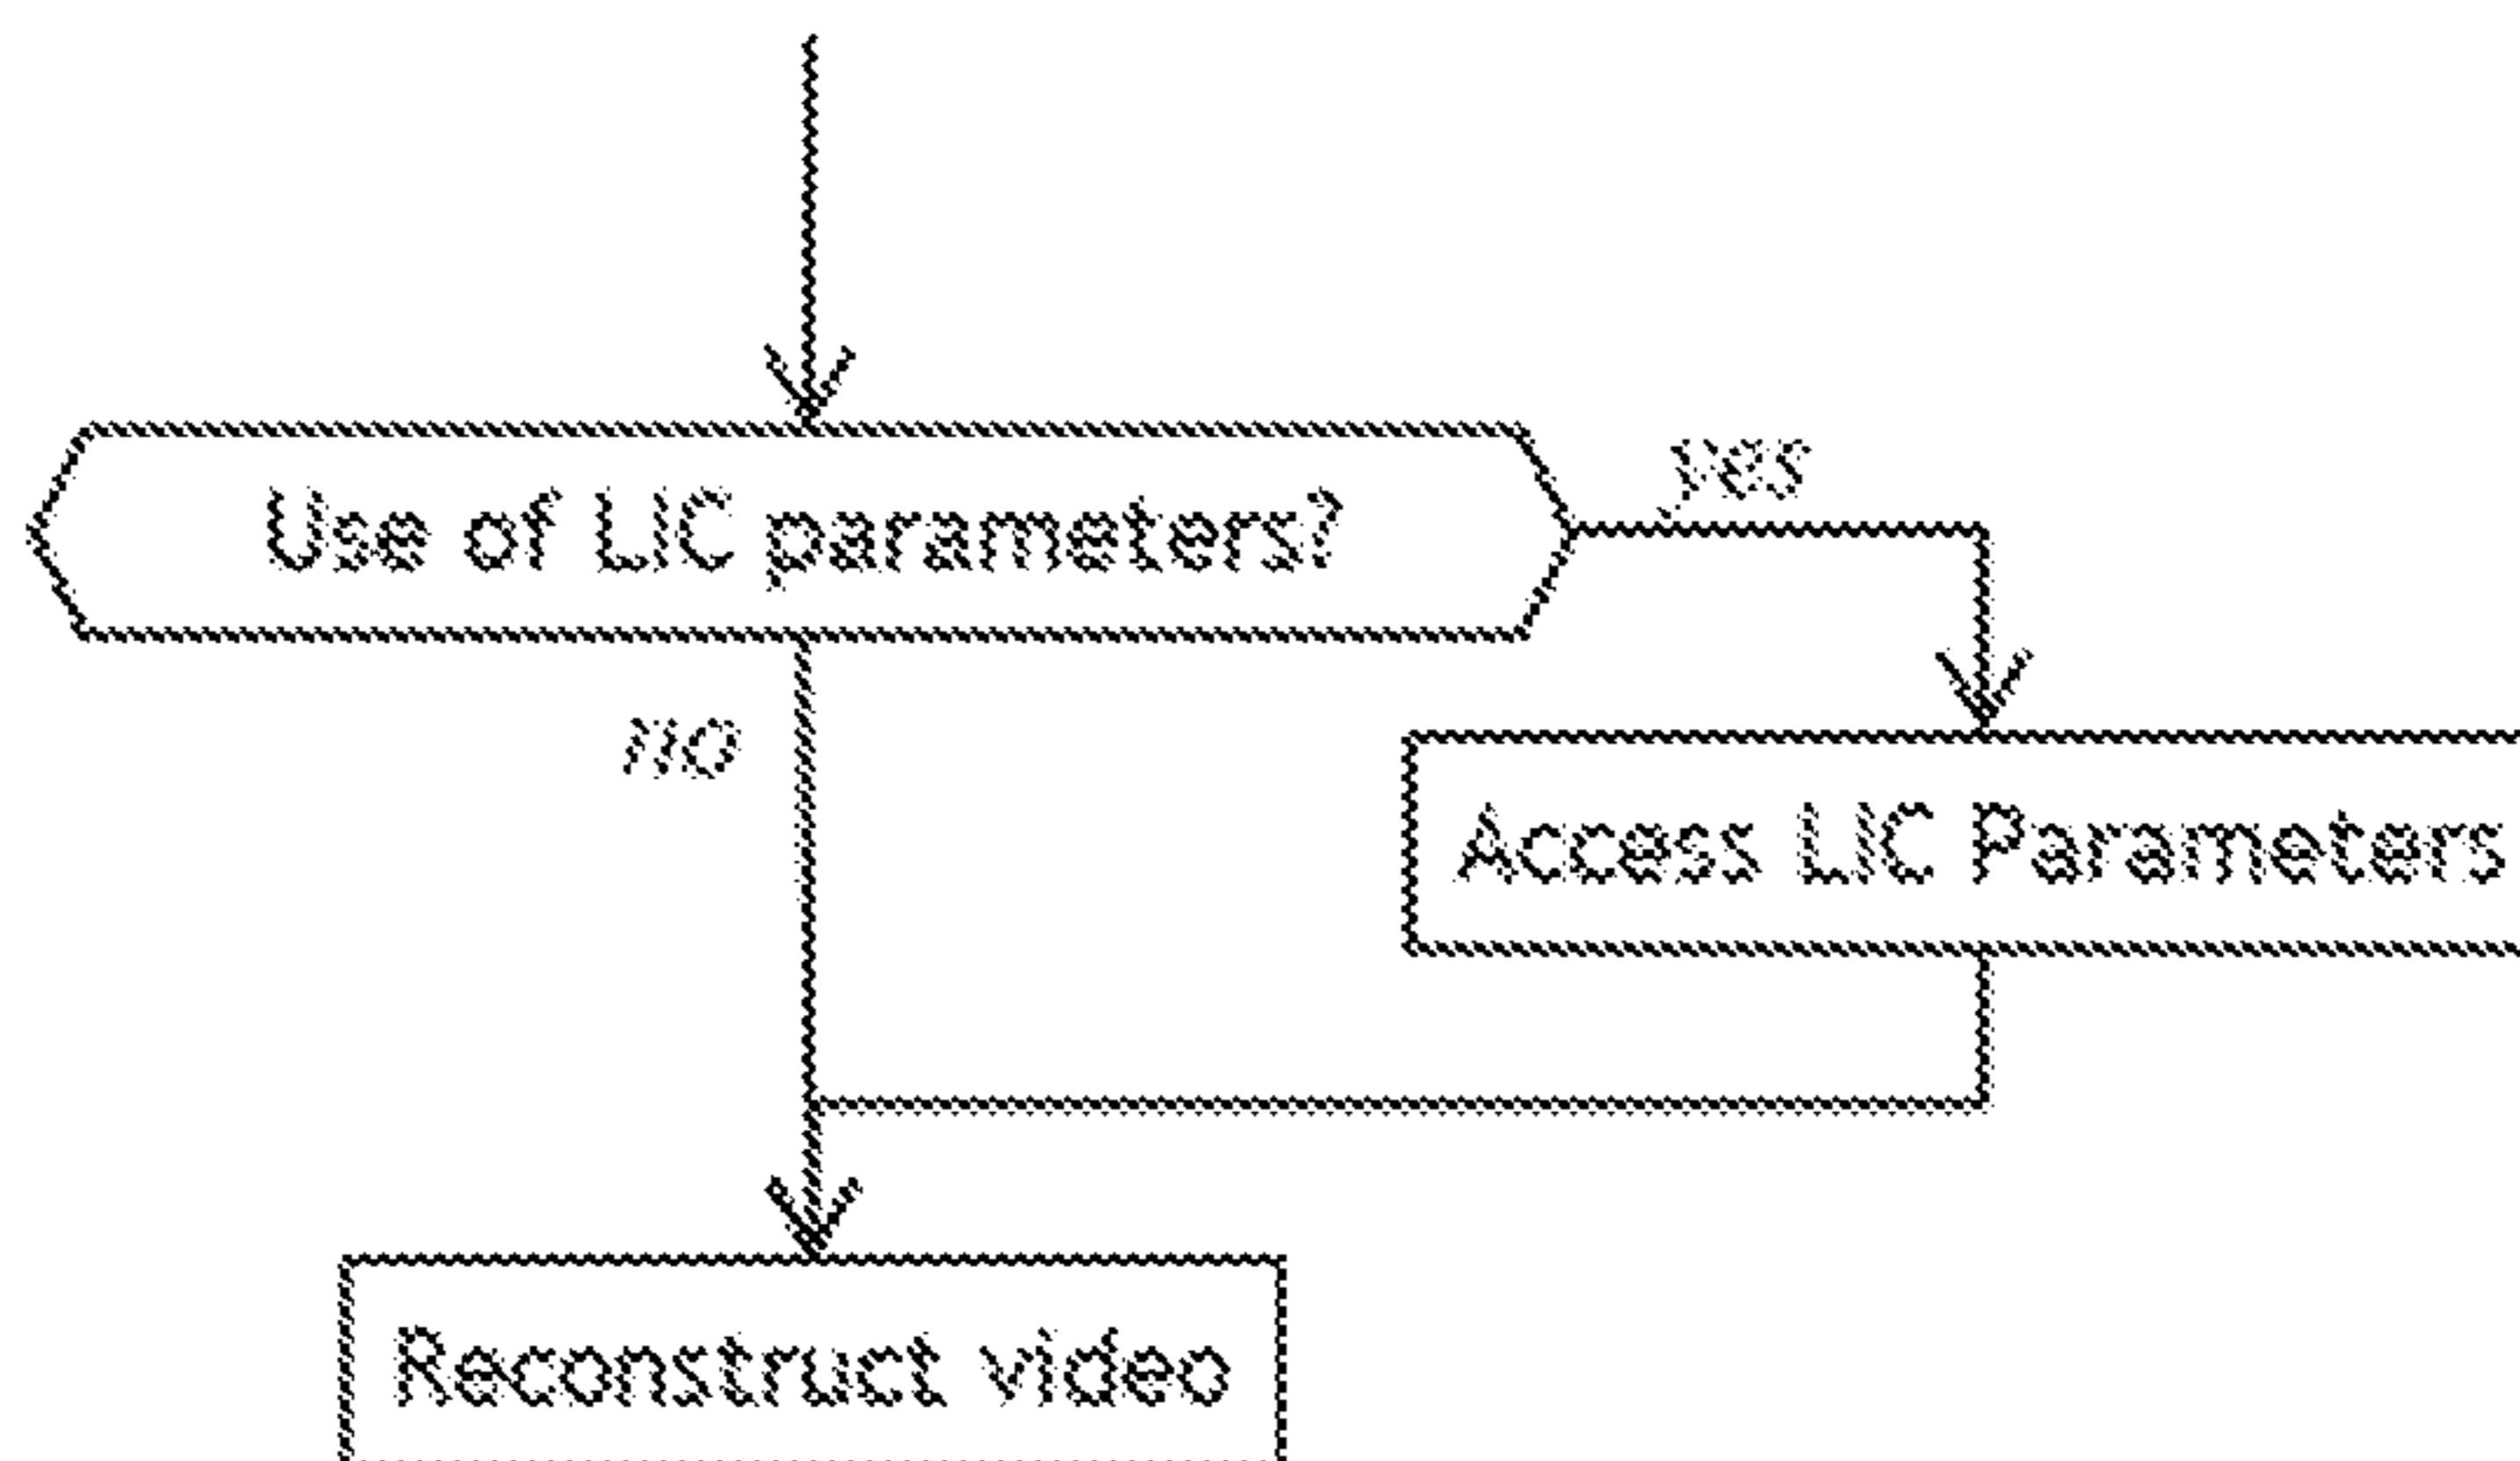 Use of LIC parameters?
yes
no
Access LIC Parameters
Reconstruct video